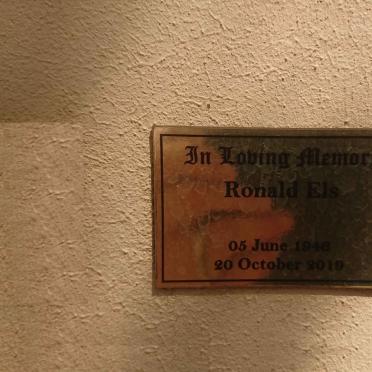 In Loving Memor
Ronald Els
05 June 1946
20 October 2019